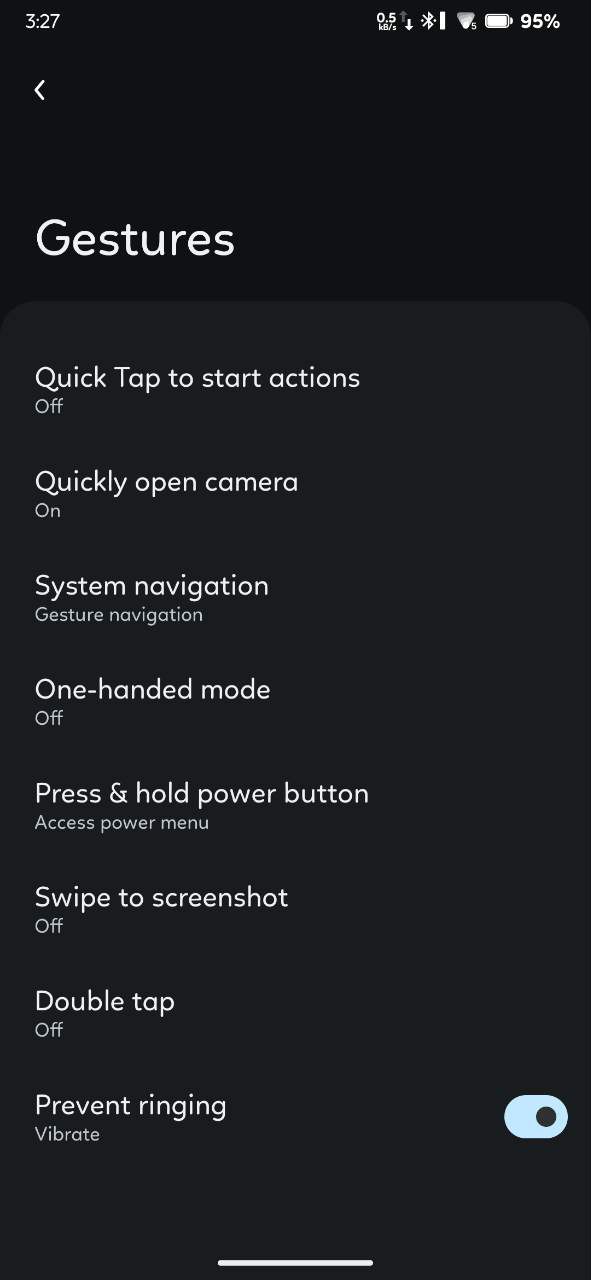 3:27
0.5
kB/s
5
95%
Gestures
Quick Tap to start actions
Off
Quickly open camera
On
System navigation
Gesture navigation
One-handed mode
Off
Press & hold power button
Access power menu
Swipe to screenshot
Off
Double tap
Off
Prevent ringing
Vibrate